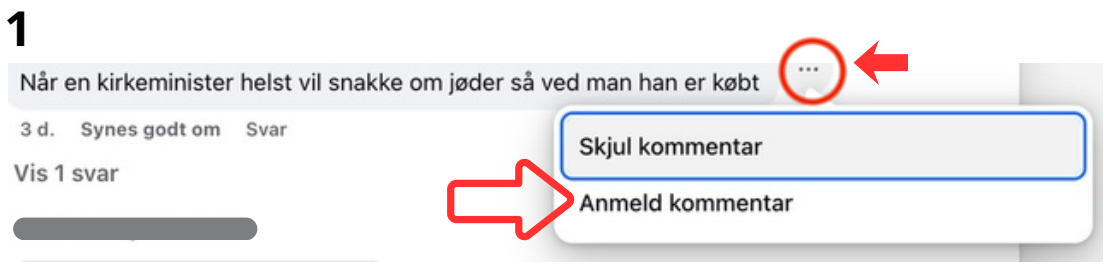 1
Når en kirkeminister helst vil snakke om jøder så ved man han er købt ...
3 d. Synes godt om Svar
Skjul kommentar
Vis 1 svar
Anmeld kommentar